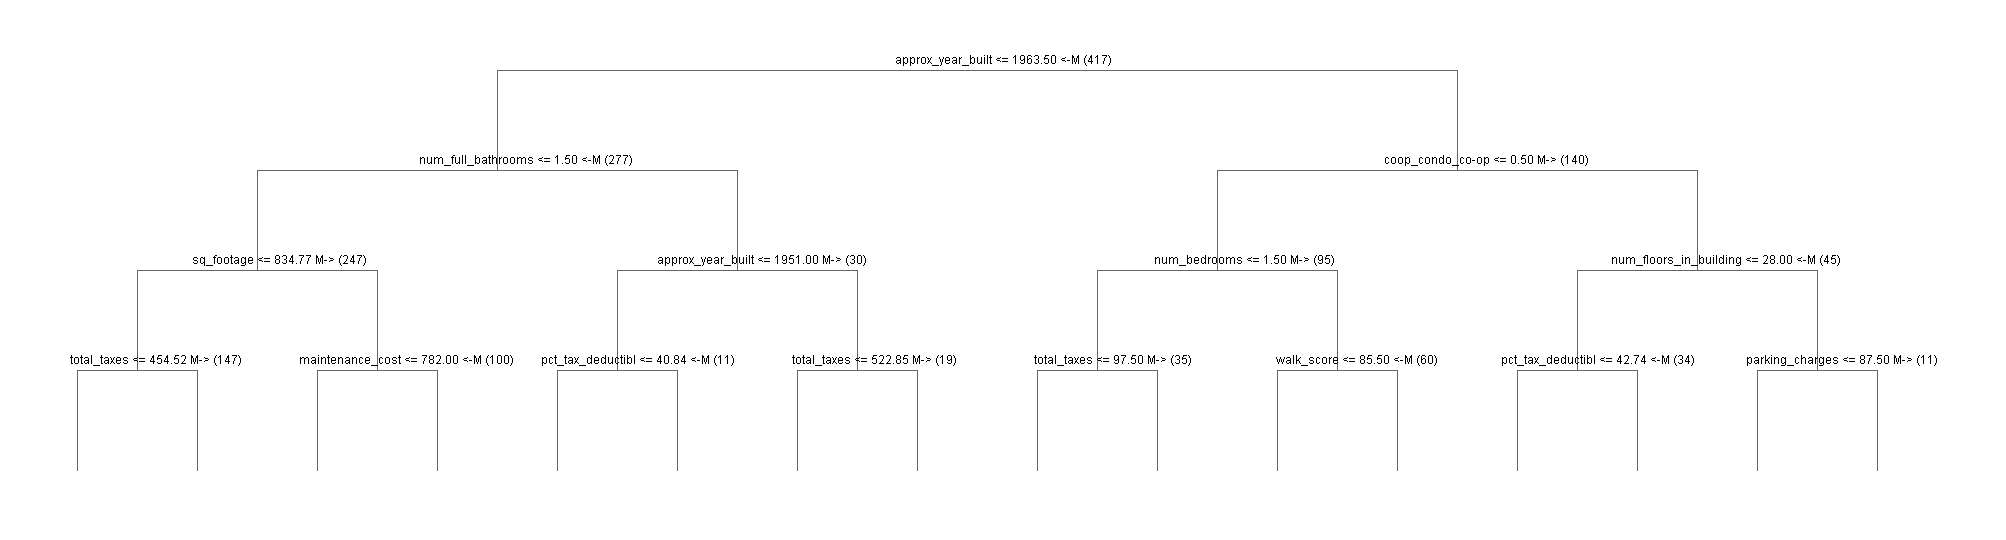 approx_year_built <= 1963.50 <-M (417)
num_full_bathrooms <= 1.50 <-M (277)
coop_condo_co-op <= 0.50 M-> (140)
sq_footage <= 834.77 M-> (247)
approx_year_built <= 1951.00 M-> (30)
num_bedrooms <= 1.50 M-> (95)
num_floors_in_building <= 28.00 <-M (45)
total_taxes <= 454.52 M-> (147)
maintenance_cost <= 782.00 <-M (100)
pct_tax_deductibl <= 40.84 <-M (11)
total_taxes <= 522.85 M-> (19)
total_taxes <= 97.50 M-> (35)
walk_score <= 85.50 <-M (60)
pct_tax_deductibl <= 42.74 <-M (34)
parking_charges <= 87.50 M-> (11)